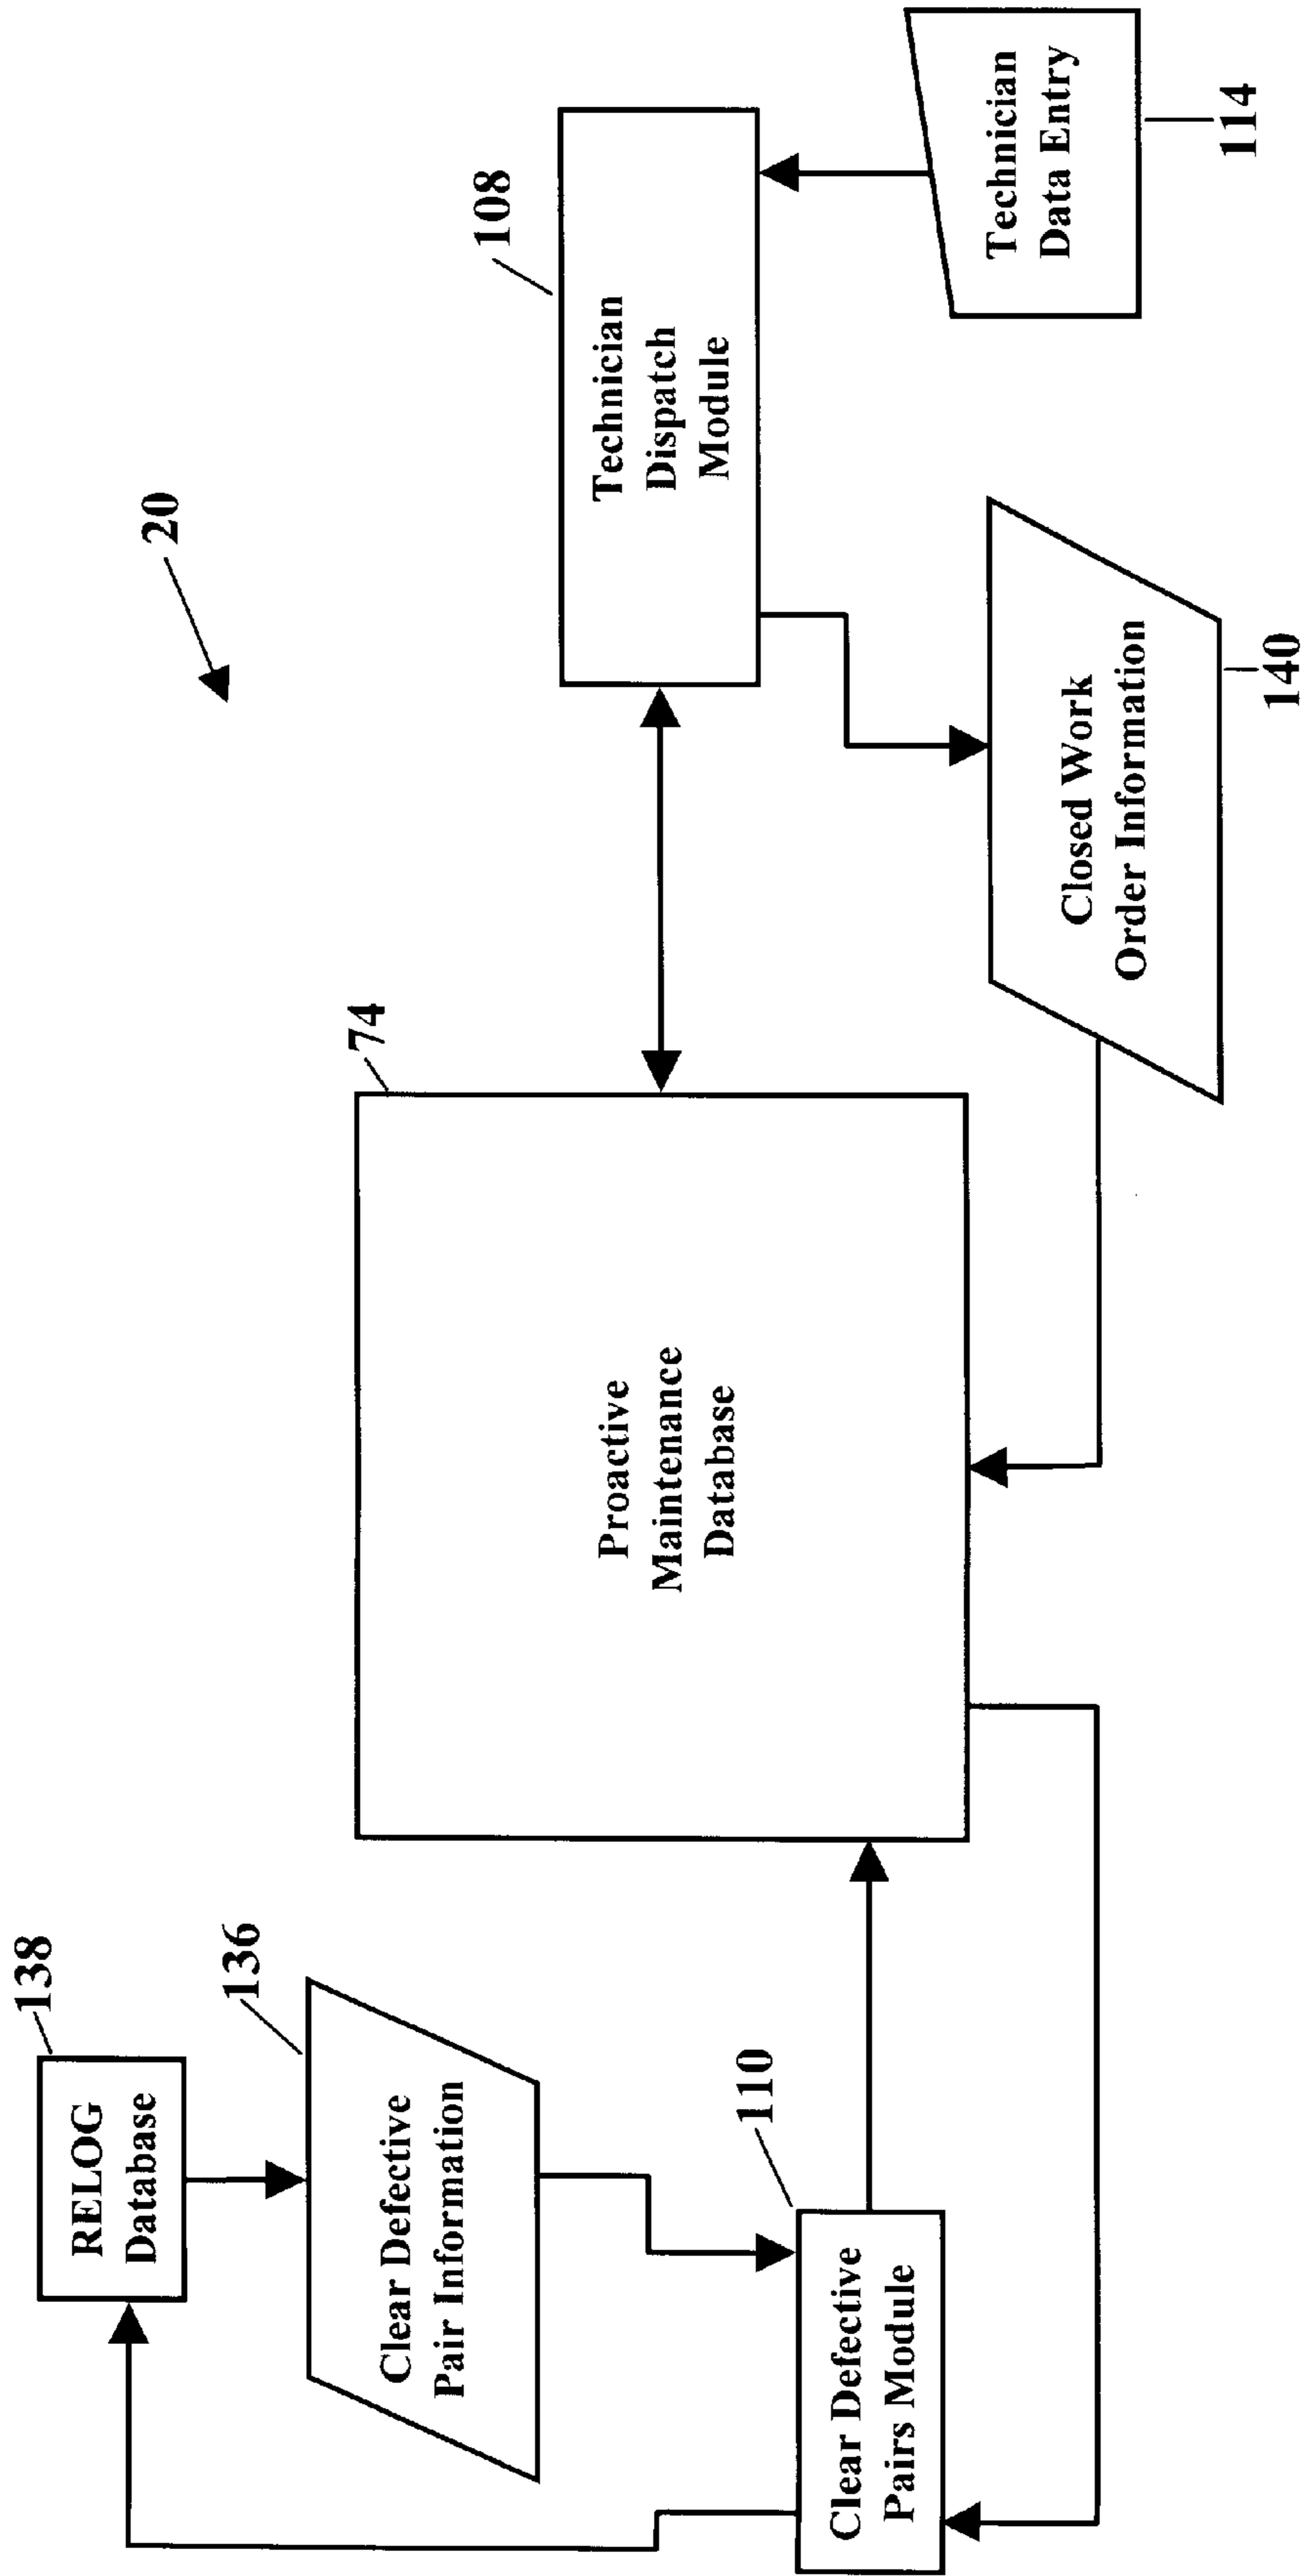 20
138
RELOG
Database
136
Clear Defective
Pair Information
110
Clear Defective
Pairs Module
74
Proactive
Maintenance
Database
108
Technician
Dispatch
Module
Closed Work
Order Information
140
Technician
Data Entry
114